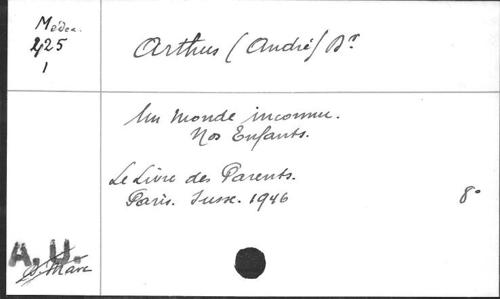 Médec.
425
1
Arthus (André) Dr
Un Monde inconnu.
Nos Enfants.
Le Livre des Parents.
Paris. Susse. 1946
8°
A.U.